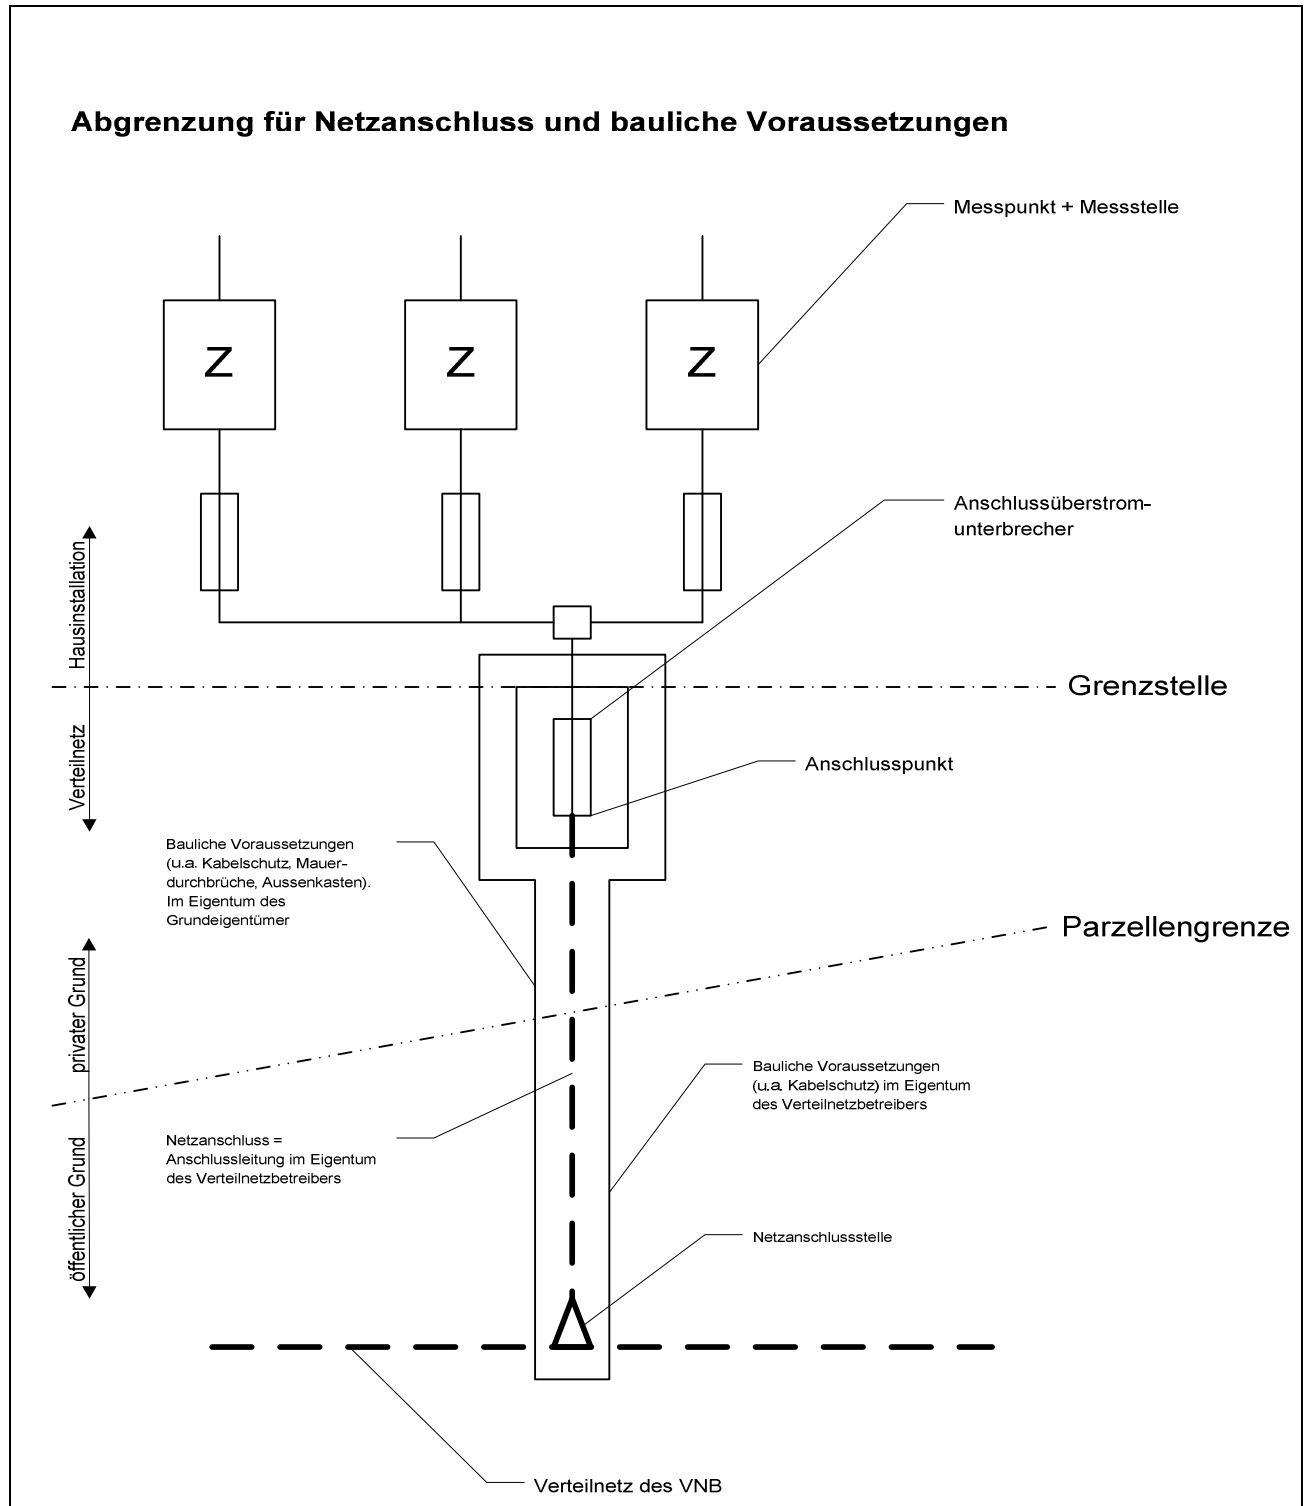 Abgrenzung für Netzanschluss und bauliche Voraussetzungen
Messpunkt + Messstelle
Z
Z
Z
Anschlussüberstrom-
unterbrecher
Hausinstallation
Grenzstelle
Verteilnetz
Anschlusspunkt
Bauliche Voraussetzungen
(u.a. Kabelschutz, Mauer-
durchbrüche, Aussenkasten).
Im Eigentum des
Grundeigentümer
Parzellengrenze
privater Grund
Bauliche Voraussetzungen
(u.a. Kabelschutz) im Eigentum
des Verteilnetzbetreibers
öffentlicher Grund
Netzanschluss =
Anschlussleitung im Eigentum
des Verteilnetzbetreibers
Netzanschlussstelle
Verteilnetz des VNB